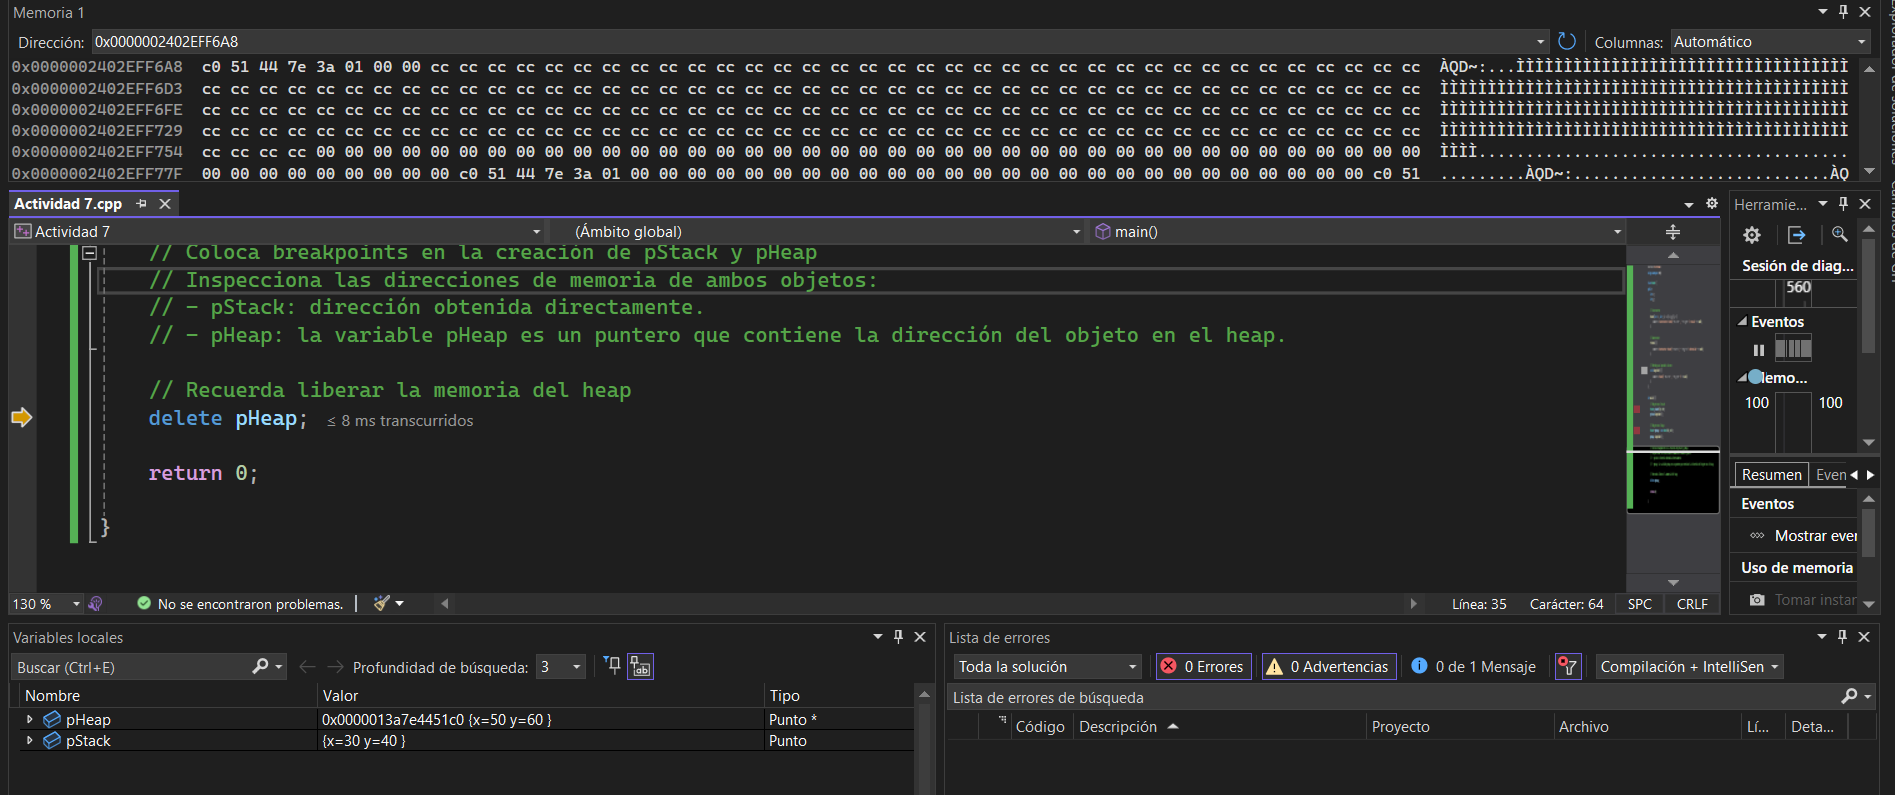 Memoria 1
Dirección: 0x0000002402EFF6A8 Columnas: Automático
0x0000002402EFF6A8 c0 51 44 7e 3a 01 00 00 cc cc cc cc cc cc cc cc cc cc cc cc cc cc cc cc cc cc cc cc cc cc cc cc cc cc cc cc cc cc cc cc cc cc cc ÀQD~:...ÌÌÌÌÌÌÌÌÌÌÌÌÌÌÌÌÌÌÌÌÌÌÌÌÌÌÌÌÌÌÌÌÌÌÌ
0x0000002402EFF6D3 cc cc cc cc cc cc cc cc cc cc cc cc cc cc cc cc cc cc cc cc cc cc cc cc cc cc cc cc cc cc cc cc cc cc cc cc cc cc cc cc cc cc cc ÌÌÌÌÌÌÌÌÌÌÌÌÌÌÌÌÌÌÌÌÌÌÌÌÌÌÌÌÌÌÌÌÌÌÌÌÌÌÌÌÌÌÌ
0x0000002402EFF6FE cc cc cc cc cc cc cc cc cc cc cc cc cc cc cc cc cc cc cc cc cc cc cc cc cc cc cc cc cc cc cc cc cc cc cc cc cc cc cc cc cc cc cc ÌÌÌÌÌÌÌÌÌÌÌÌÌÌÌÌÌÌÌÌÌÌÌÌÌÌÌÌÌÌÌÌÌÌÌÌÌÌÌÌÌÌÌ
0x0000002402EFF729 cc cc cc cc cc cc cc cc cc cc cc cc cc cc cc cc cc cc cc cc cc cc cc cc cc cc cc cc cc cc cc cc cc cc cc cc cc cc cc cc cc cc cc ÌÌÌÌÌÌÌÌÌÌÌÌÌÌÌÌÌÌÌÌÌÌÌÌÌÌÌÌÌÌÌÌÌÌÌÌÌÌÌÌÌÌÌ
0x0000002402EFF754 cc cc cc cc 00 00 00 00 00 00 00 00 00 00 00 00 00 00 00 00 00 00 00 00 00 00 00 00 00 00 00 00 00 00 00 00 00 00 00 00 00 00 00 ÌÌÌÌ.......................................
0x0000002402EFF77F 00 00 00 00 00 00 00 00 00 c0 51 44 7e 3a 01 00 00 00 00 00 00 00 00 00 00 00 00 00 00 00 00 00 00 00 00 00 00 00 00 00 00 c0 51 .........ÀQD~:...........................ÀQ
Actividad 7.cpp
Actividad 7 (Ámbito global) main()
// Coloca breakpoints en la creación de pStack y pHeap
// Inspecciona las direcciones de memoria de ambos objetos:
// - pStack: dirección obtenida directamente.
// - pHeap: la variable pHeap es un puntero que contiene la dirección del objeto en el heap.
// Recuerda liberar la memoria del heap
delete pHeap; ≤ 8 ms transcurridos
return 0;
}
130 % No se encontraron problemas. Línea: 35 Carácter: 64 SPC CRLF
Herramie...
Sesión de diag...
560
Eventos
lemo...
100 100
Resumen Even
Eventos
Mostrar ever
Uso de memoria
Tomar instar
Variables locales
Buscar (Ctrl+E) Profundidad de búsqueda: 3
Nombre Valor Tipo
pHeap 0x0000013a7e4451c0 {x=50 y=60 } Punto *
pStack {x=30 y=40 } Punto
Lista de errores
Toda la solución 0 Errores 0 Advertencias 0 de 1 Mensaje Compilación + IntelliSen
Lista de errores de búsqueda
Código Descripción Proyecto Archivo Lí... Deta...